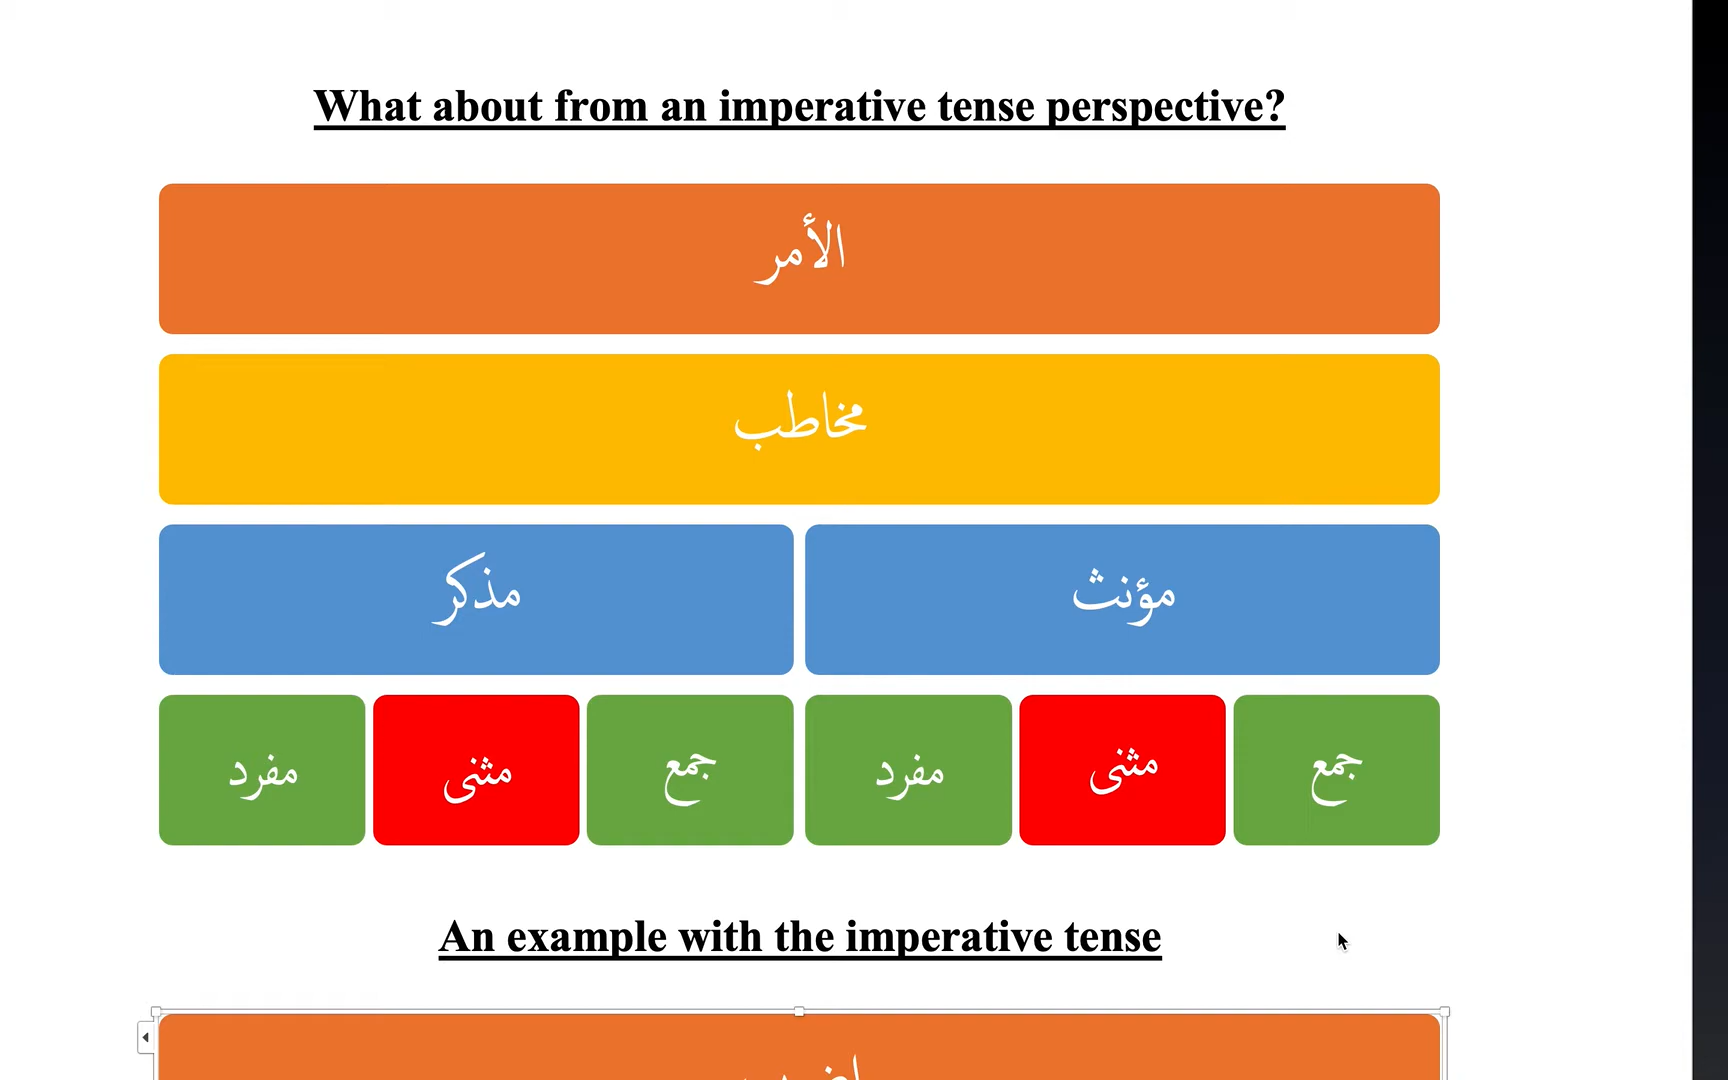 What about from an imperative tense perspective?
الأمر
مخاطب
مذكر
مؤنث
مفرد
مثنى
جمع
مفرد
مثنى
جمع
An example with the imperative tense